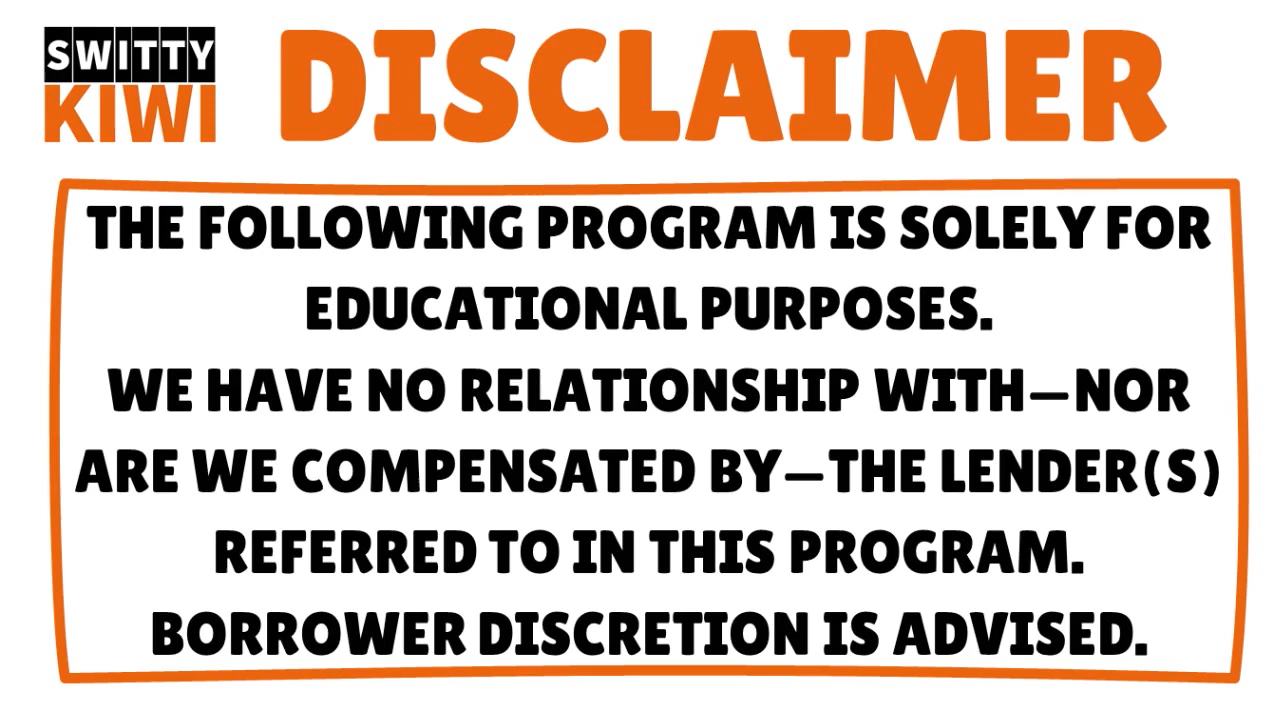 SWITTY
KIWI
DISCLAIMER
THE FOLLOWING PROGRAM IS SOLELY FOR
EDUCATIONAL PURPOSES.
WE HAVE NO RELATIONSHIP WITH—NOR
ARE WE COMPENSATED BY—THE LENDER(S)
REFERRED TO IN THIS PROGRAM.
BORROWER DISCRETION IS ADVISED.